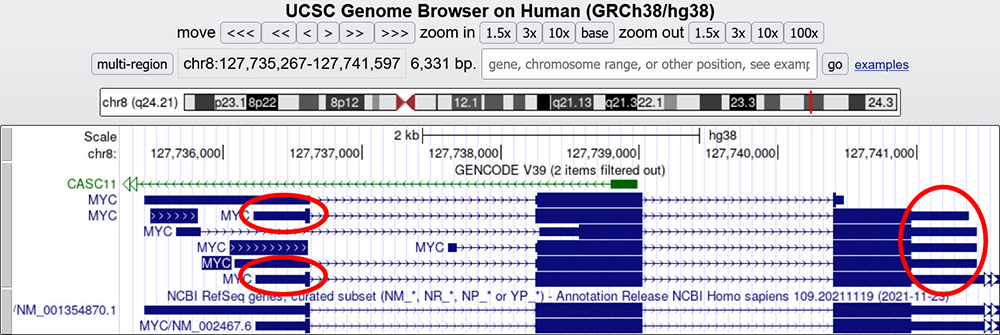 UCSC Genome Browser on Human (GRCh38/hg38)
move <<< << < > >> >>> zoom in 1.5x 3x 10x base zoom out 1.5x 3x 10x 100x
multi-region chr8:127,735,267-127,741,597 6,331 bp. gene, chromosome range, or other position, see examp go examples
chr8 (q24.21) p23.1 8p22 8p12 12.1 q21.13 q21.3 22.1 23.3 24.3
Scale 2 kb hg38
chr8: 127,736,000 127,737,000 127,738,000 127,739,000 127,740,000 127,741,000
GENCODE V39 (2 items filtered out)
CASC11
MYC
MYC MYC
MYC
MYC MYC
MYC
MYC
NCBI RefSeq genes, curated subset (NM_*, NR_*, NP_* or YP_*) - Annotation Release NCBI Homo sapiens 109.20211119 (2021-11-23)
/NM_001354870.1
MYC/NM_002467.6